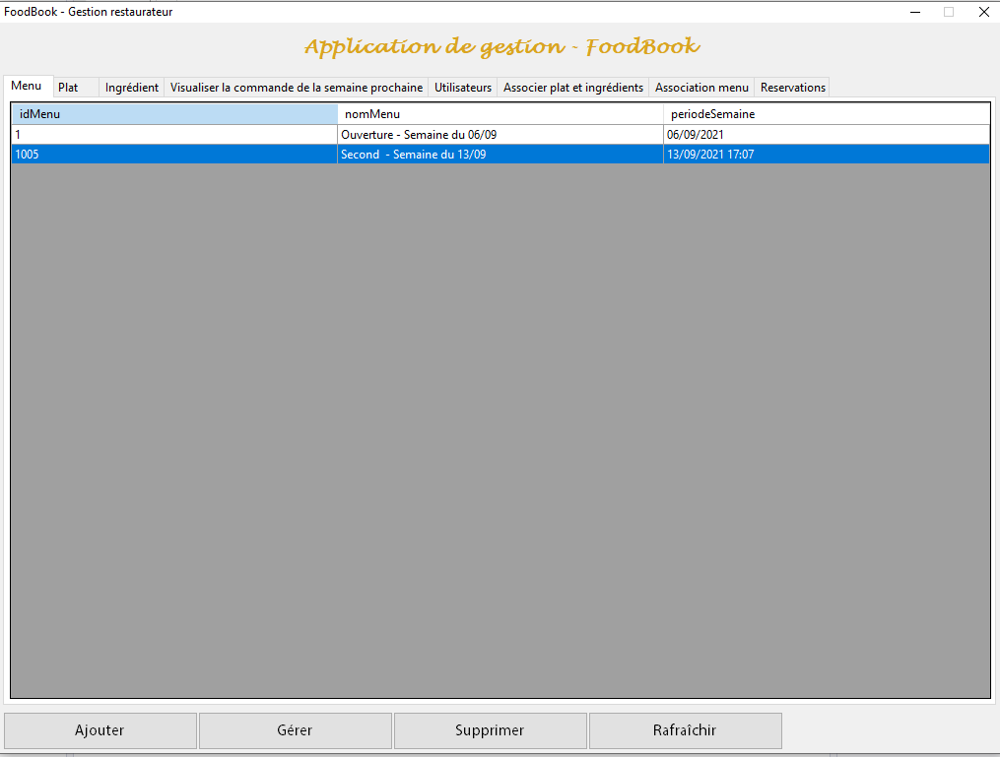 FoodBook - Gestion restaurateur
Application de gestion - FoodBook
Menu Plat Ingrédient Visualiser la commande de la semaine prochaine Utilisateurs Associer plat et ingrédients Association menu Reservations
idMenu nomMenu periodeSemaine
1 Ouverture - Semaine du 06/09 06/09/2021
1005 Second - Semaine du 13/09 13/09/2021 17:07
Ajouter Gérer Supprimer Rafraîchir